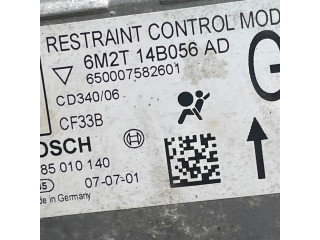 RESTRAINT CONTROL MOD
6M2T 14B056 AD
650007582601
CD340/06
CF33B
OSCH
85 010 140
07-07-01
in Germany